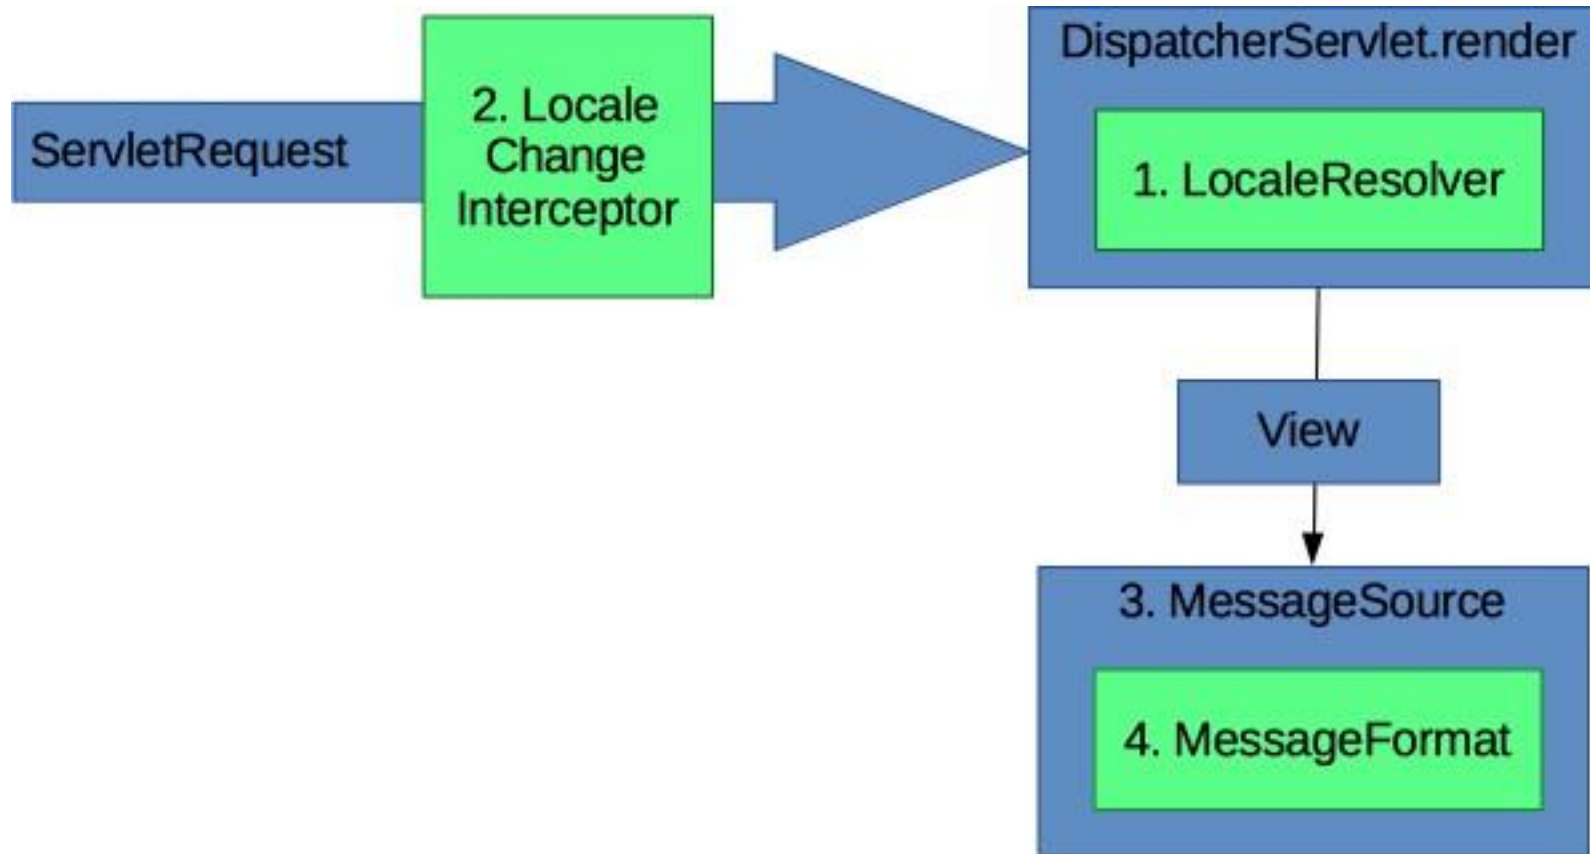 ServletRequest
2. Locale
Change
Interceptor
DispatcherServlet.render
1. LocaleResolver
View
3. MessageSource
4. MessageFormat